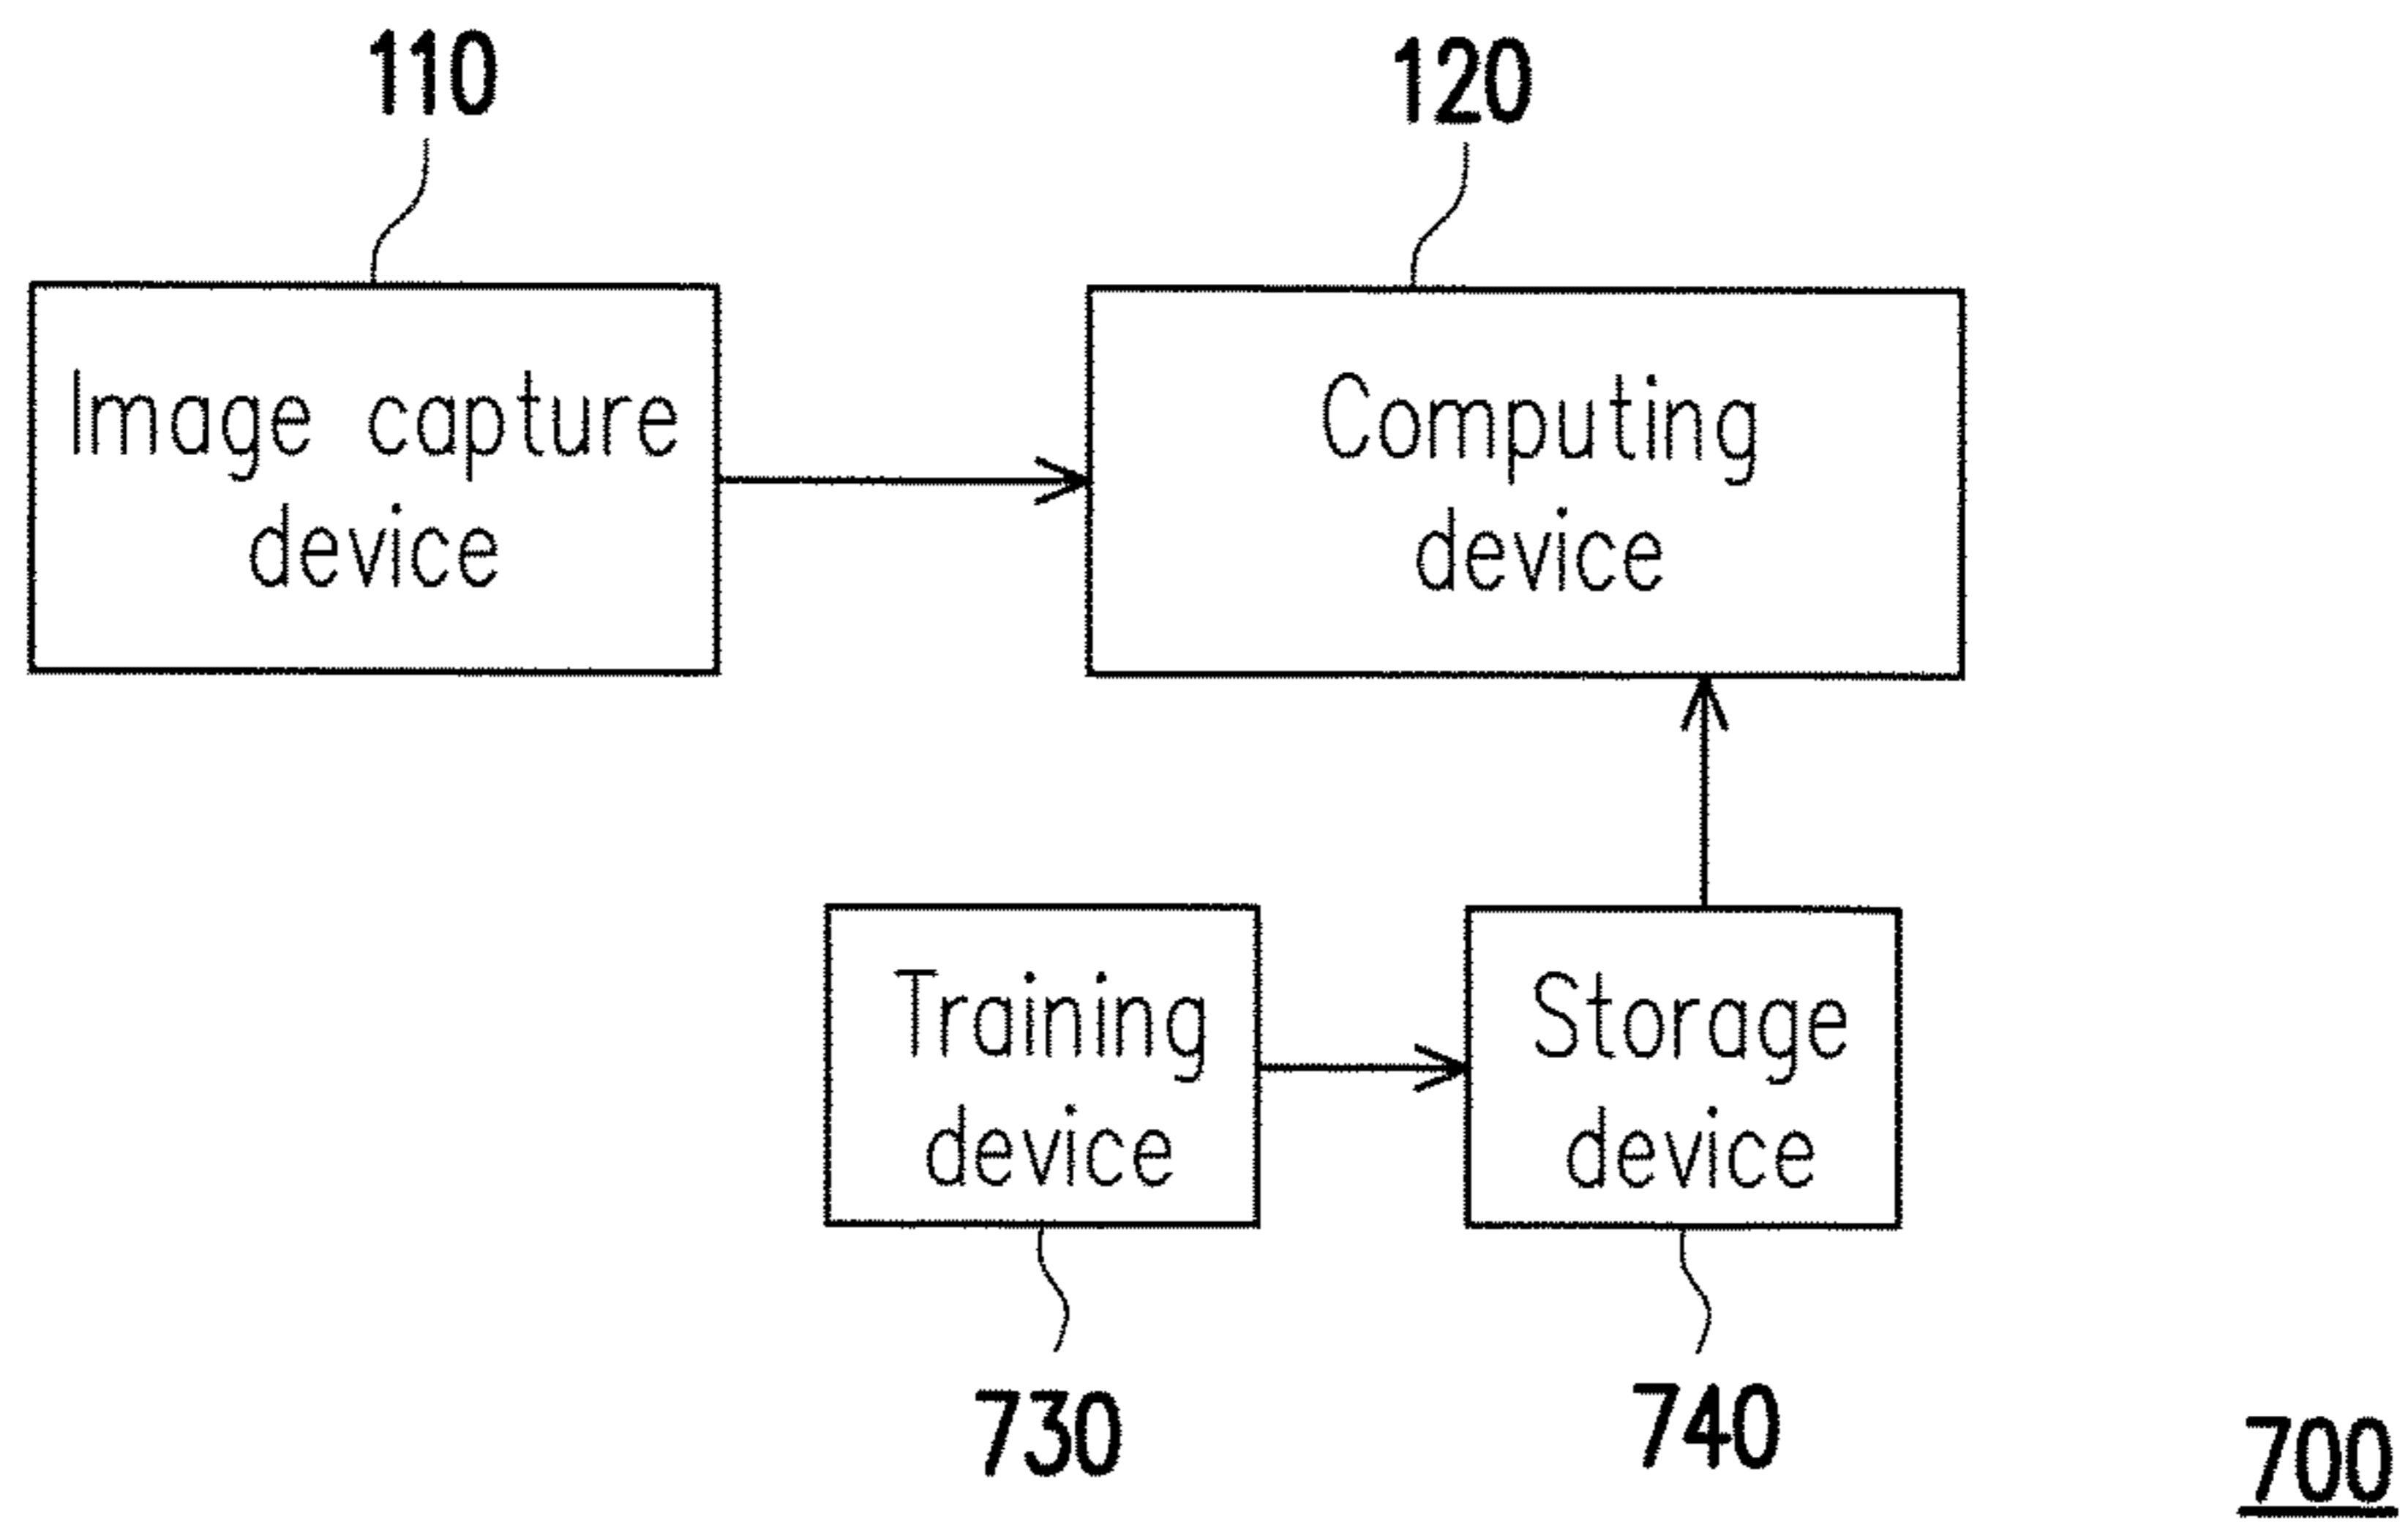 110
120
Image capture
device
Computing
device
Training
device
Storage
device
730
740
700